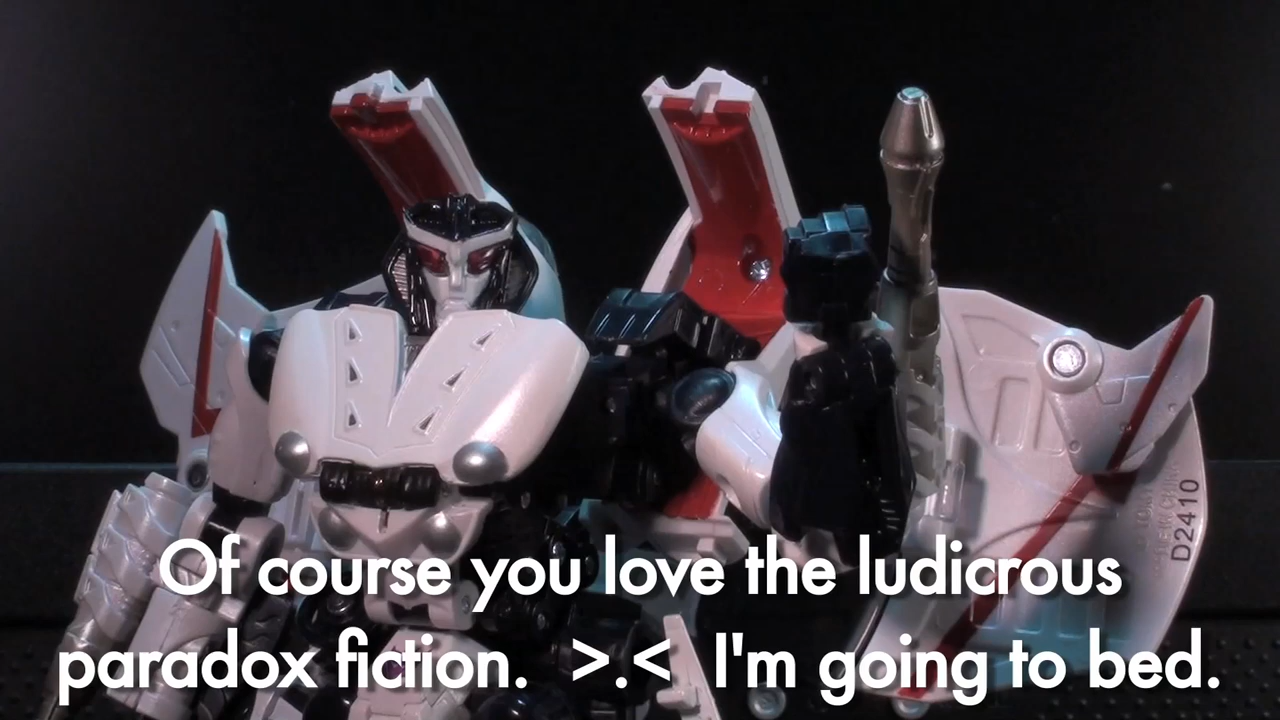 Of course you love the ludicrous
paradox fiction. >.< I'm going to bed.
D2410